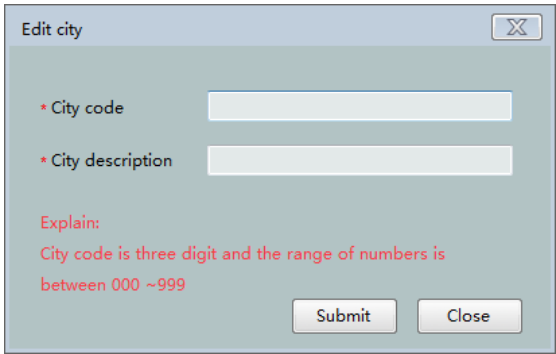 Edit city
* City code
* City description
Explain:
City code is three digit and the range of numbers is
between 000 ~999
Submit Close